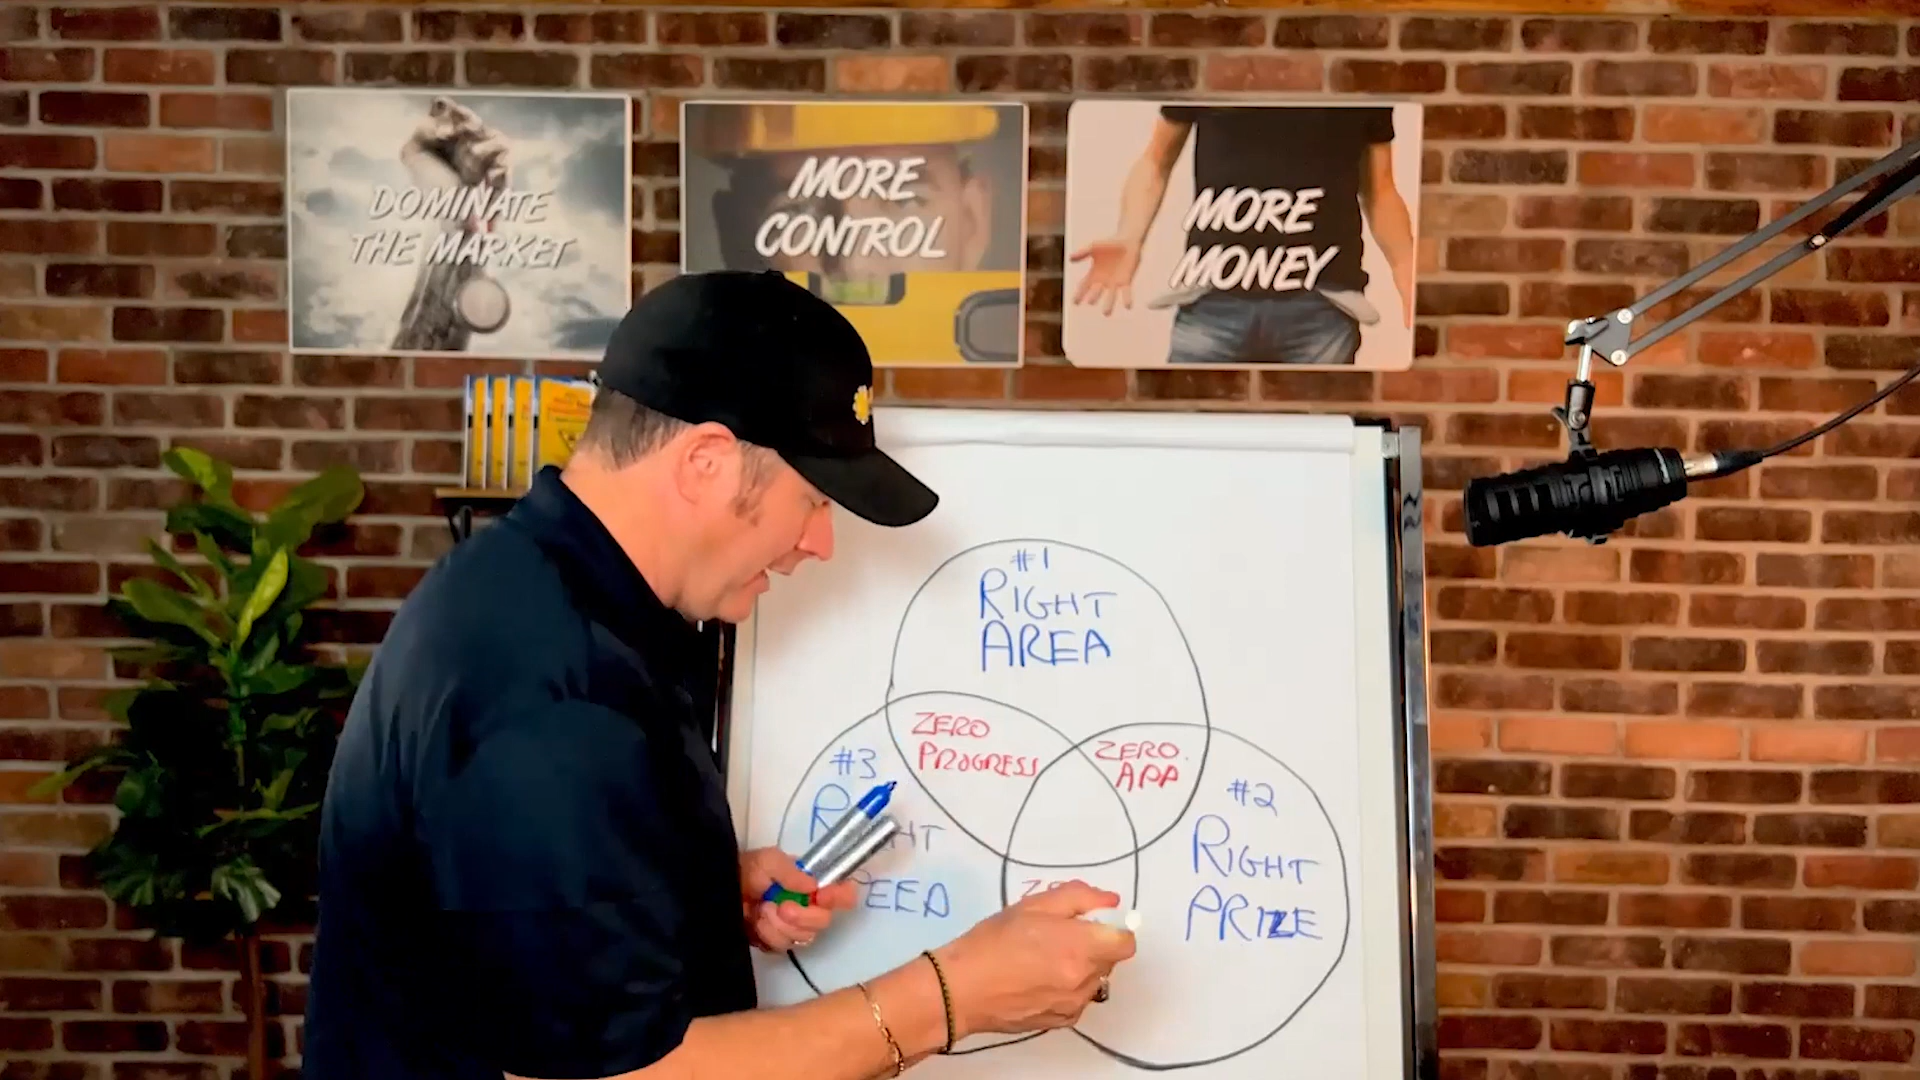 DOMINATE
THE MARKET
MORE
CONTROL
MORE
MONEY
#1
RIGHT
AREA
ZERO
PROGRESS
ZERO
APP
#3
#2
RIGHT
PRIZE